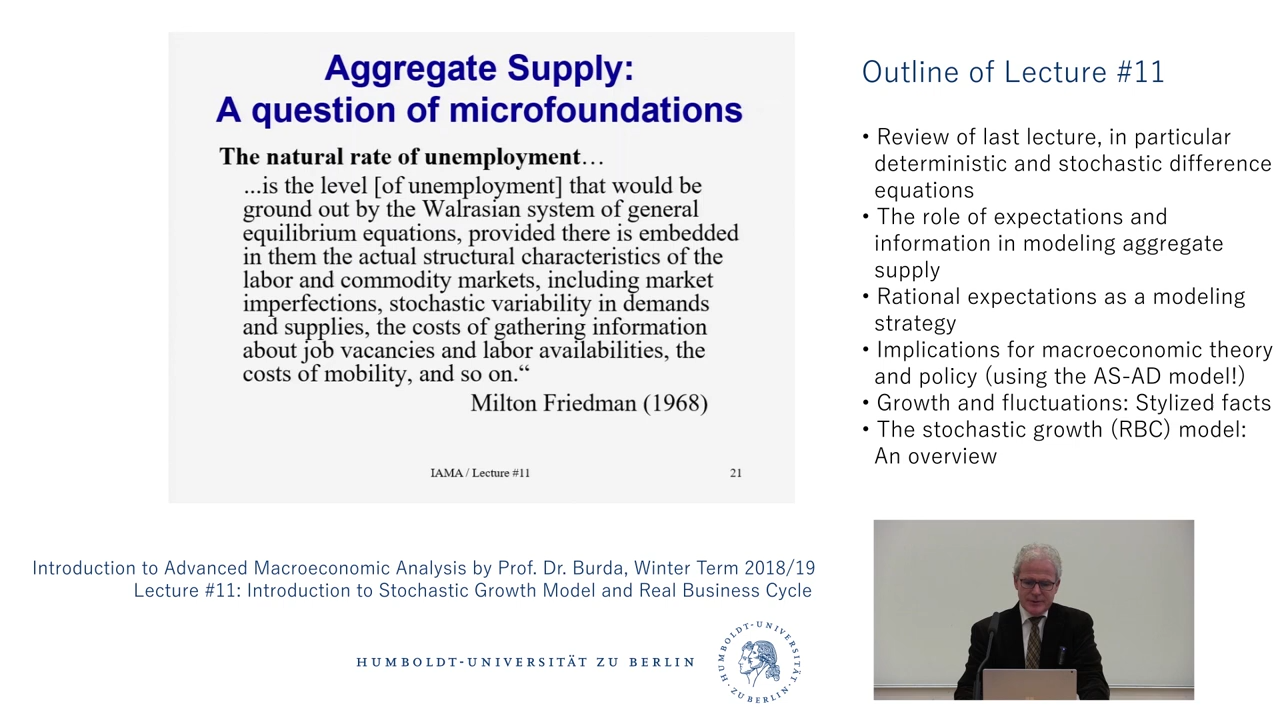 Aggregate Supply:
A question of microfoundations
The natural rate of unemployment…
...is the level [of unemployment] that would be
ground out by the Walrasian system of general
equilibrium equations, provided there is embedded
in them the actual structural characteristics of the
labor and commodity markets, including market
imperfections, stochastic variability in demands
and supplies, the costs of gathering information
about job vacancies and labor availabilities, the
costs of mobility, and so on.“
Milton Friedman (1968)
IAMA / Lecture #11
21
Outline of Lecture #11
• Review of last lecture, in particular
deterministic and stochastic difference
equations
• The role of expectations and
information in modeling aggregate
supply
• Rational expectations as a modeling
strategy
• Implications for macroeconomic theory
and policy (using the AS-AD model!)
• Growth and fluctuations: Stylized facts
• The stochastic growth (RBC) model:
An overview
Introduction to Advanced Macroeconomic Analysis by Prof. Dr. Burda, Winter Term 2018/19
Lecture #11: Introduction to Stochastic Growth Model and Real Business Cycle
HUMBOLDT-UNIVERSITÄT ZU BERLIN
HUMBOLDT-UNIVERSITÄT
ZU BERLIN